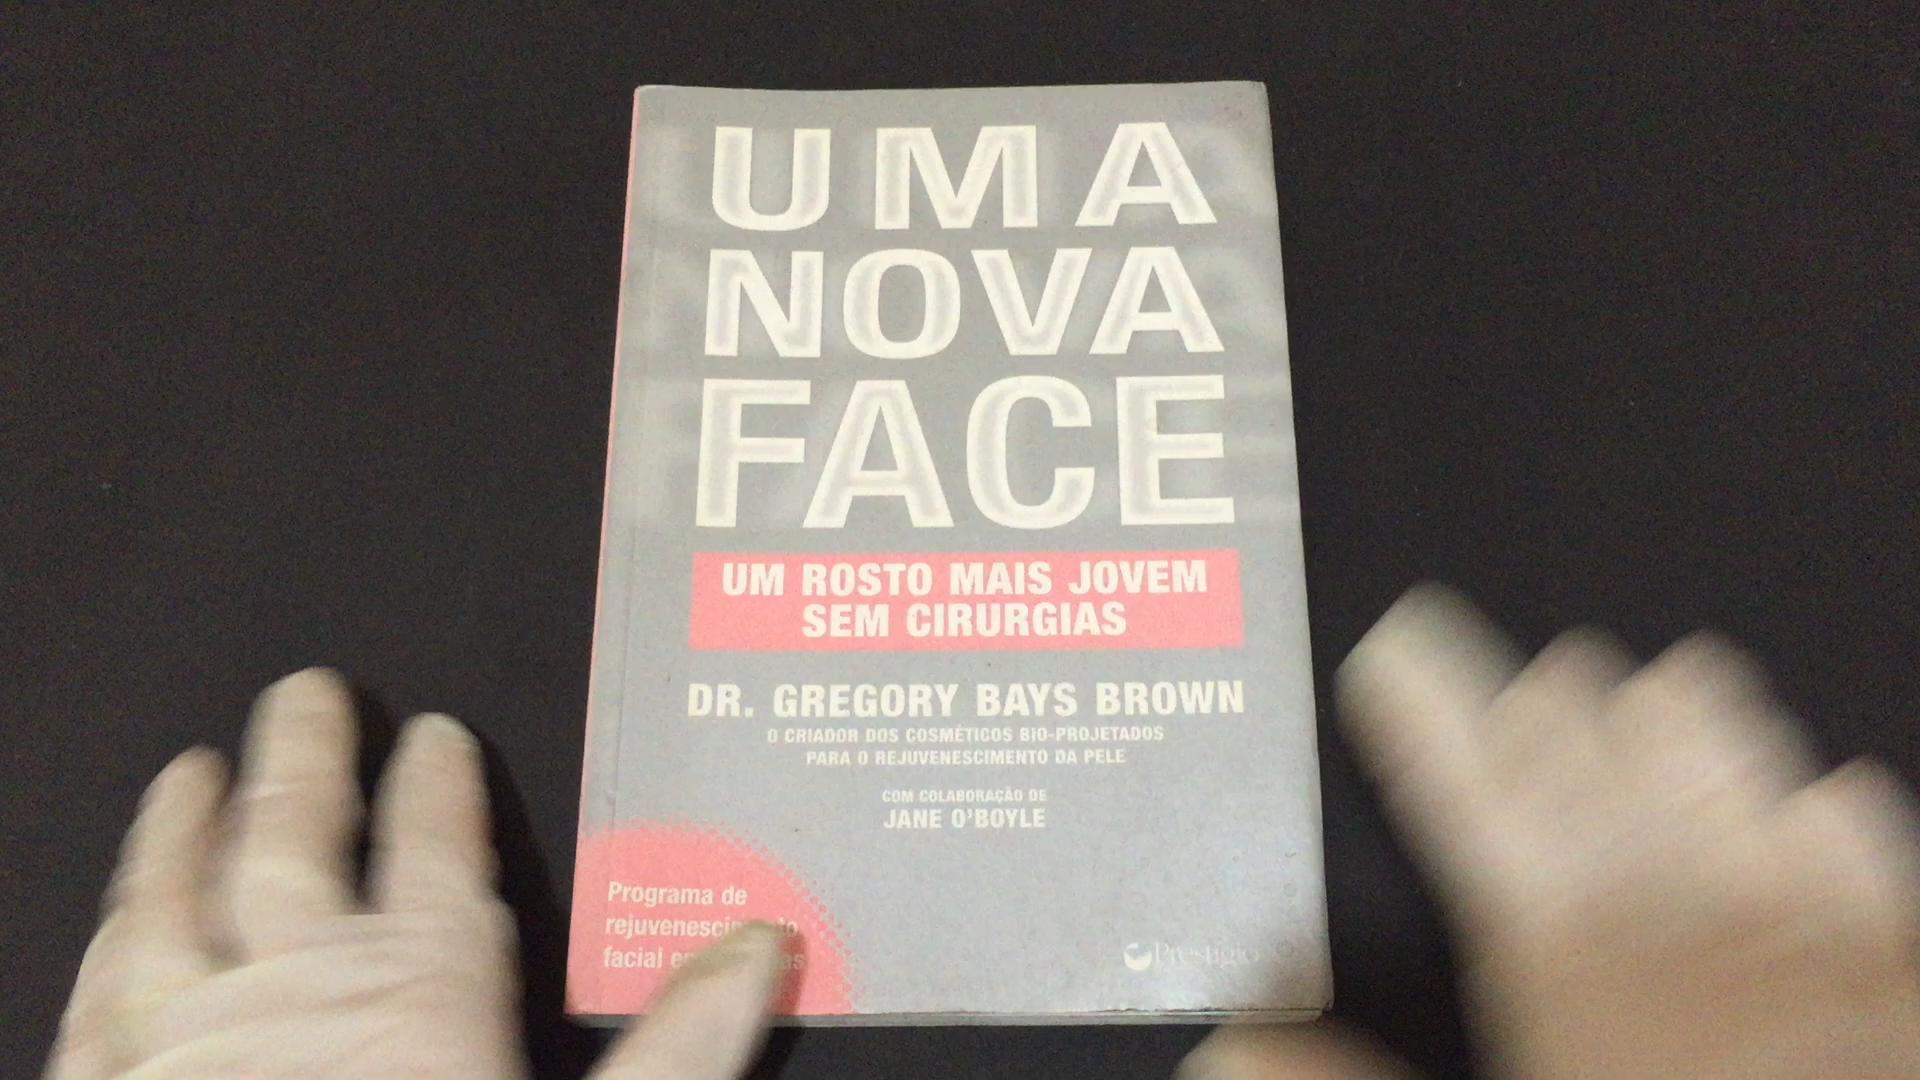 UMA
NOVA
FACE
UM ROSTO MAIS JOVEM
SEM CIRURGIAS
DR. GREGORY BAYS BROWN
O CRIADOR DOS COSMÉTICOS BIO-PROJETADOS
PARA O REJUVENESCIMENTO DA PELE
COM COLABORAÇÃO DE
JANE O'BOYLE
Programa de
rejuvenescimento
facial
Prestígio